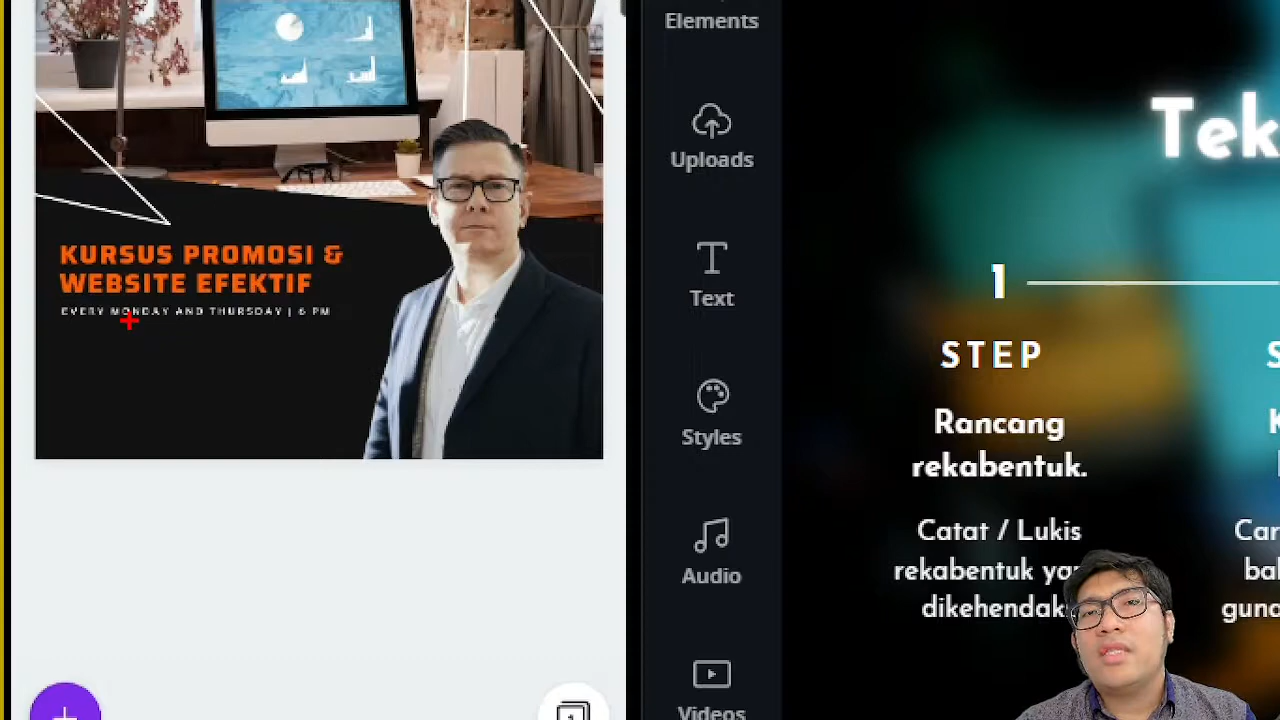 KURSUS PROMOSI &
WEBSITE EFEKTIF
EVERY MONDAY AND THURSDAY | 6 PM
Elements
Uploads
Text
Styles
Audio
Videos
Tek
1
STEP
Rancang
rekabentuk.
Catat / Lukis
rekabentuk
dikehendak